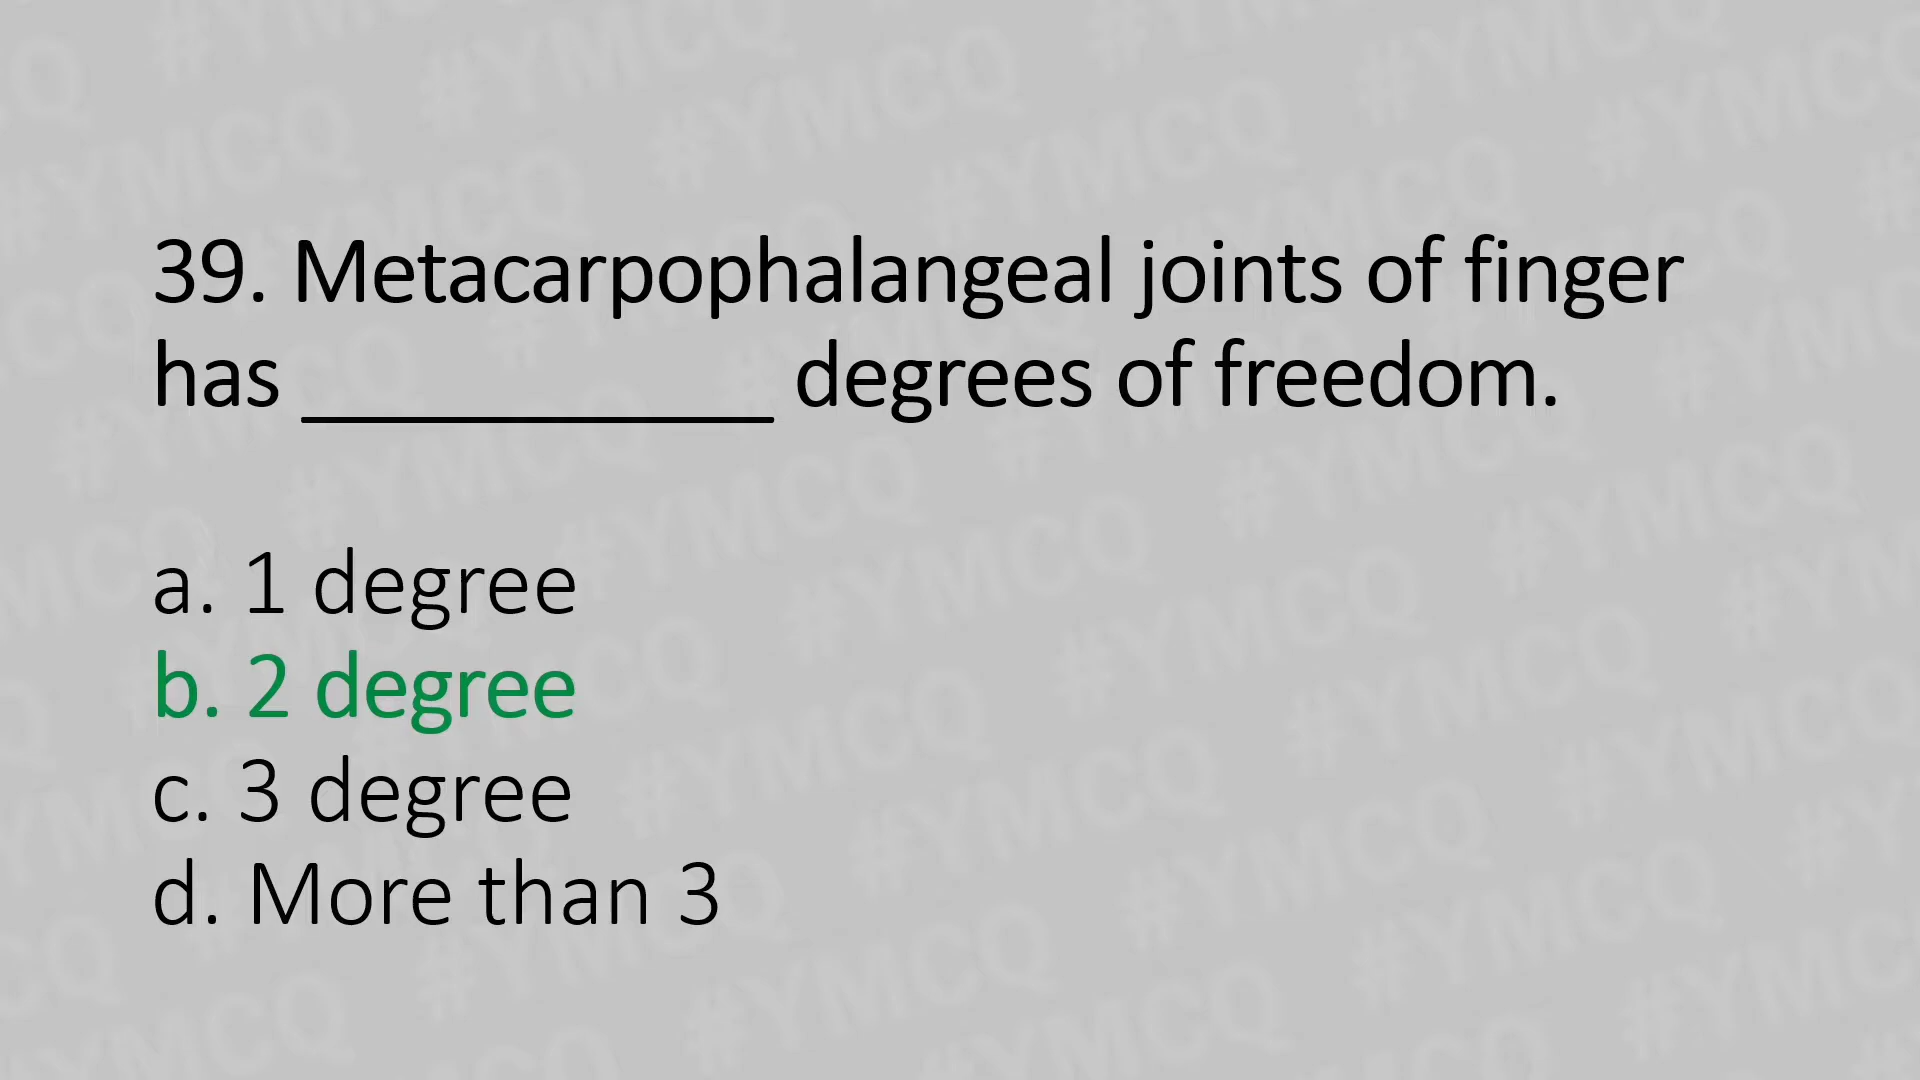 39. Metacarpophalangeal joints of finger
has ___________ degrees of freedom.
a. 1 degree
b. 2 degree
c. 3 degree
d. More than 3
#YMCQ